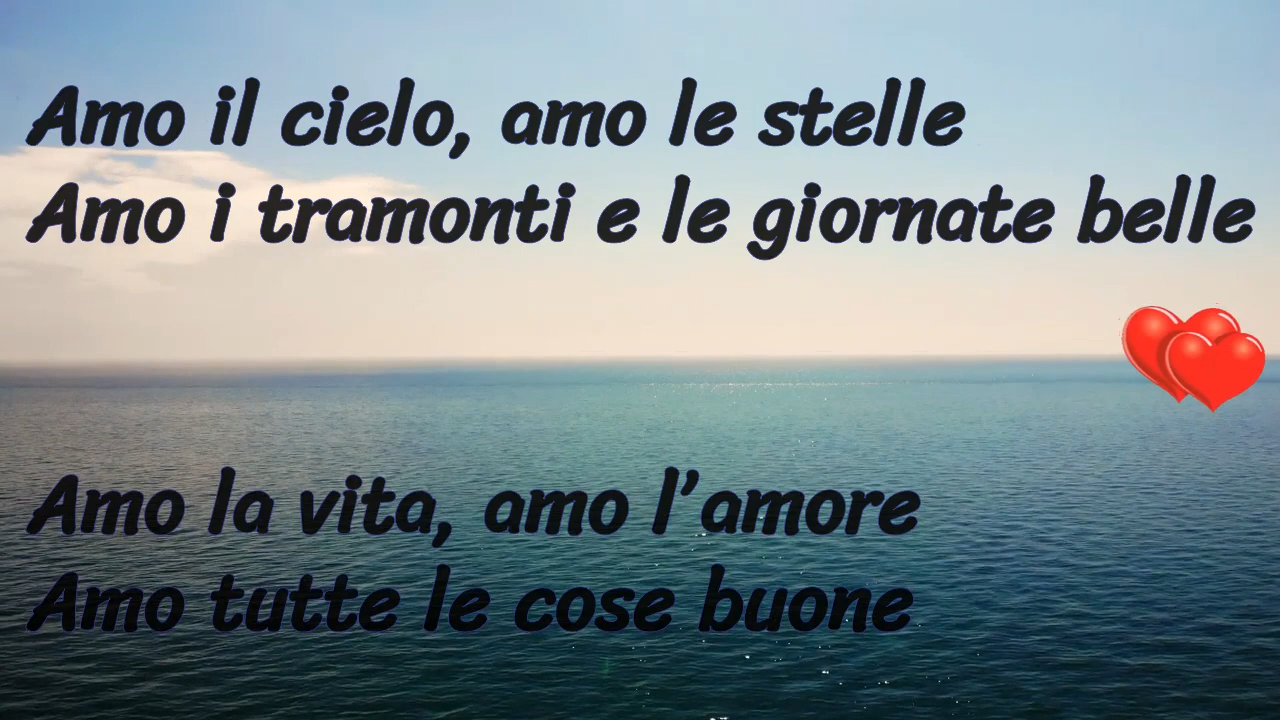 Amo il cielo, amo le stelle
Amo i tramonti e le giornate belle
Amo la vita, amo l'amore
Amo tutte le cose buone